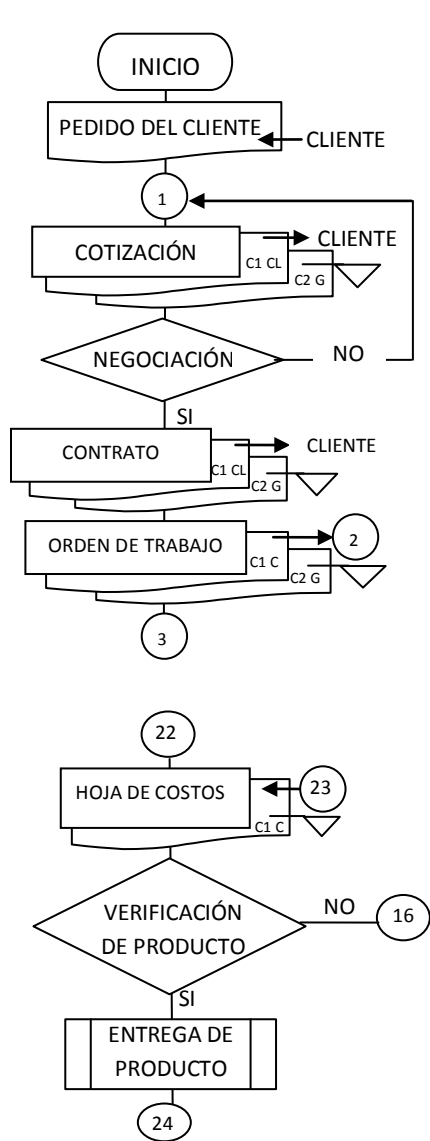 INICIO
PEDIDO DEL CLIENTE
CLIENTE
1
COTIZACIÓN
C1 CL
CLIENTE
C2 G
NEGOCIACIÓN
NO
SI
CONTRATO
C1 CL
CLIENTE
C2 G
ORDEN DE TRABAJO
C1 C
2
C2 G
3
22
HOJA DE COSTOS
23
C1 C
VERIFICACIÓN
DE PRODUCTO
NO
16
SI
ENTREGA DE
PRODUCTO
24